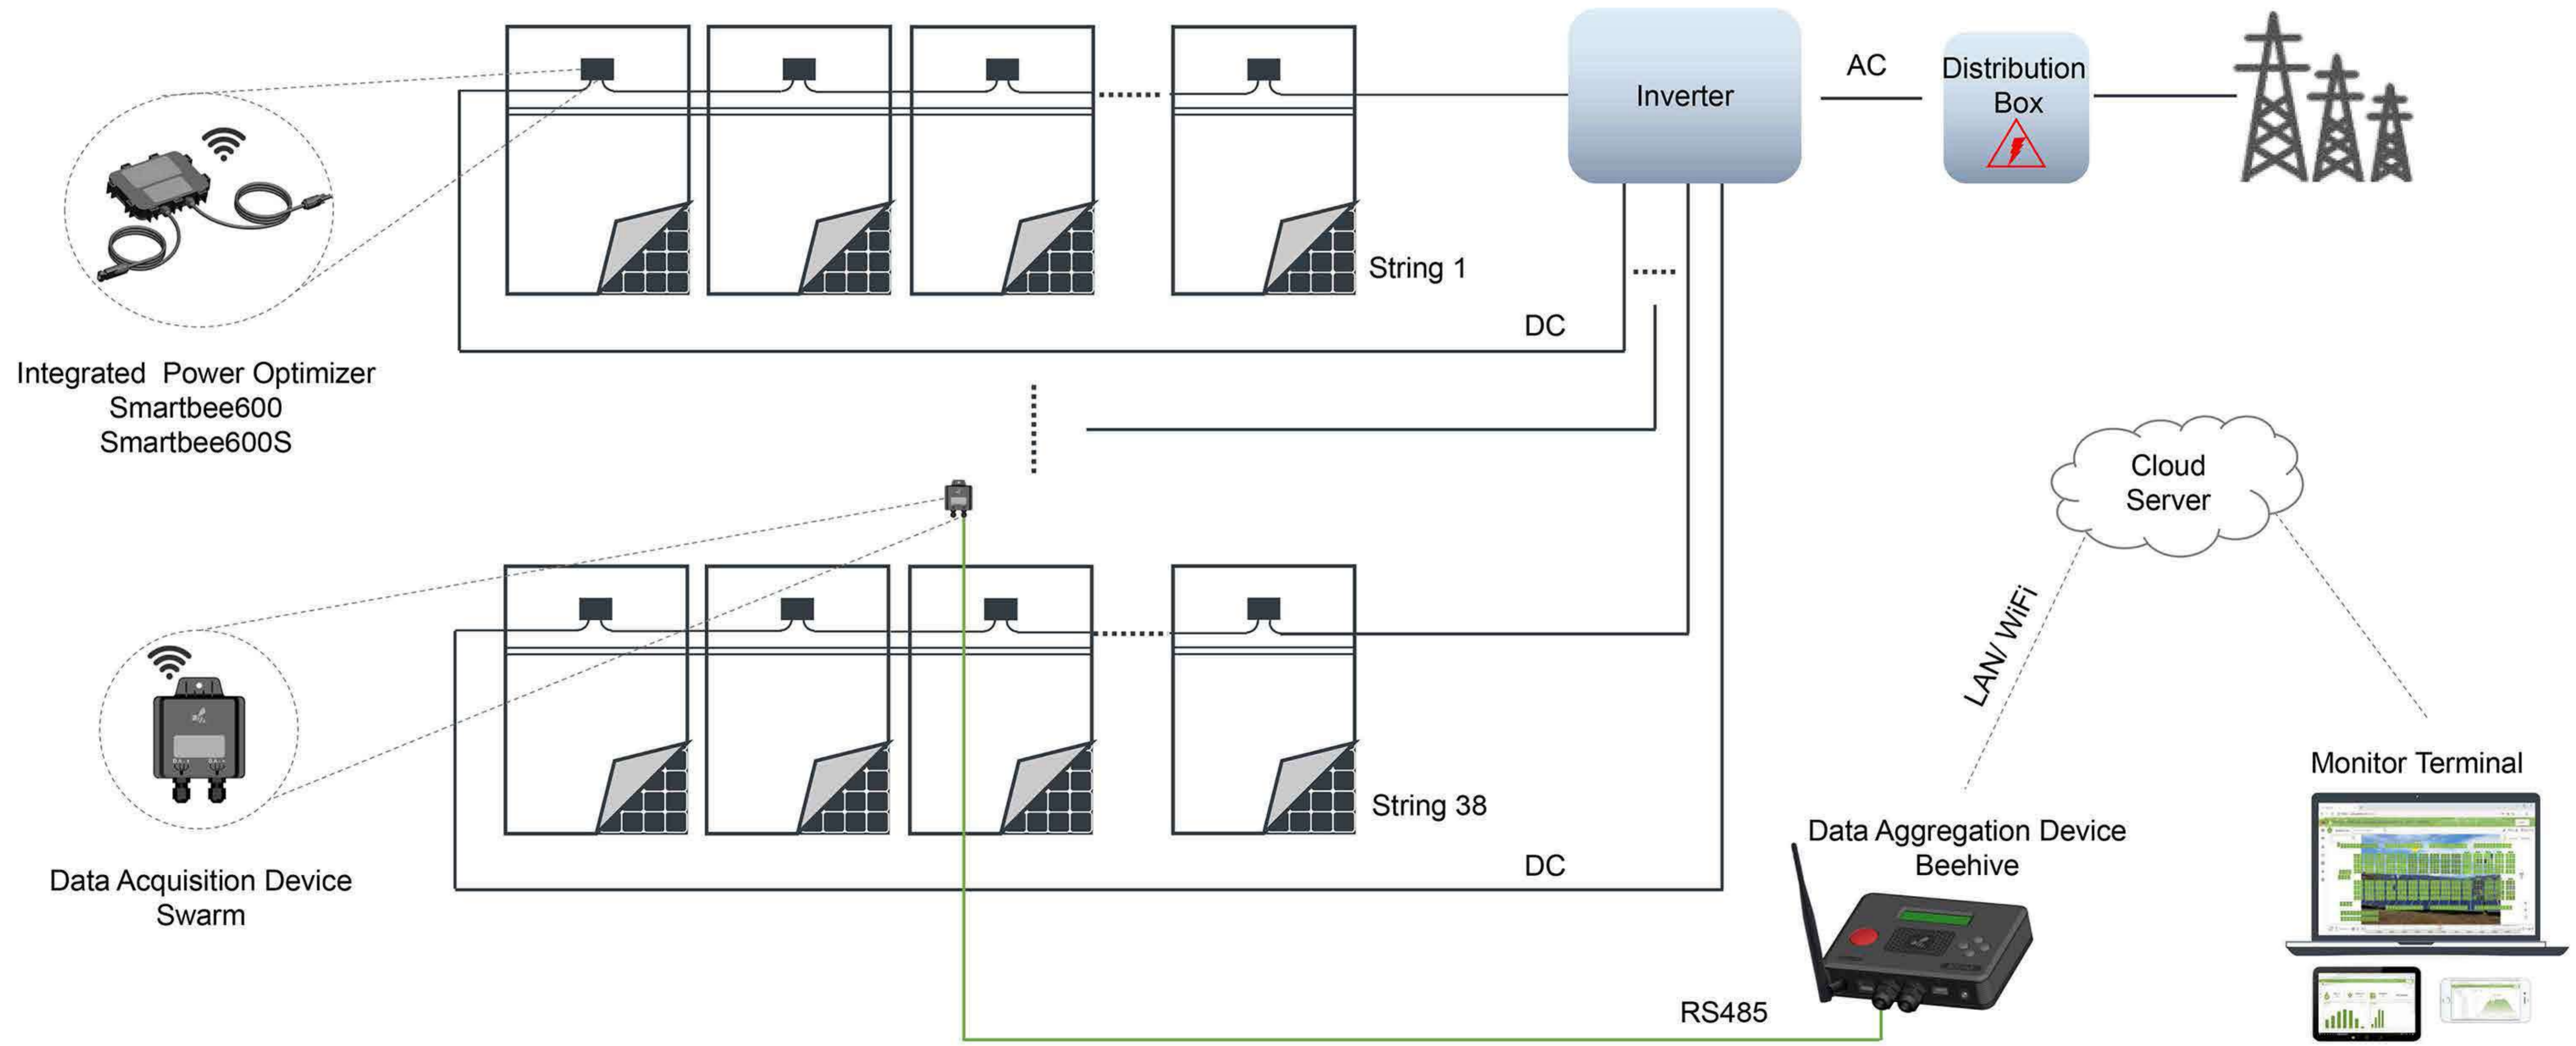 AC
Distribution
Box
Inverter
String 1
DC
Integrated  Power Optimizer
Smartbee600
Smartbee600S
Cloud
Server
LAN/ WiFi
Monitor Terminal
String 38
Data Aggregation Device
Beehive
DC
Data Acquisition Device
Swarm
RS485